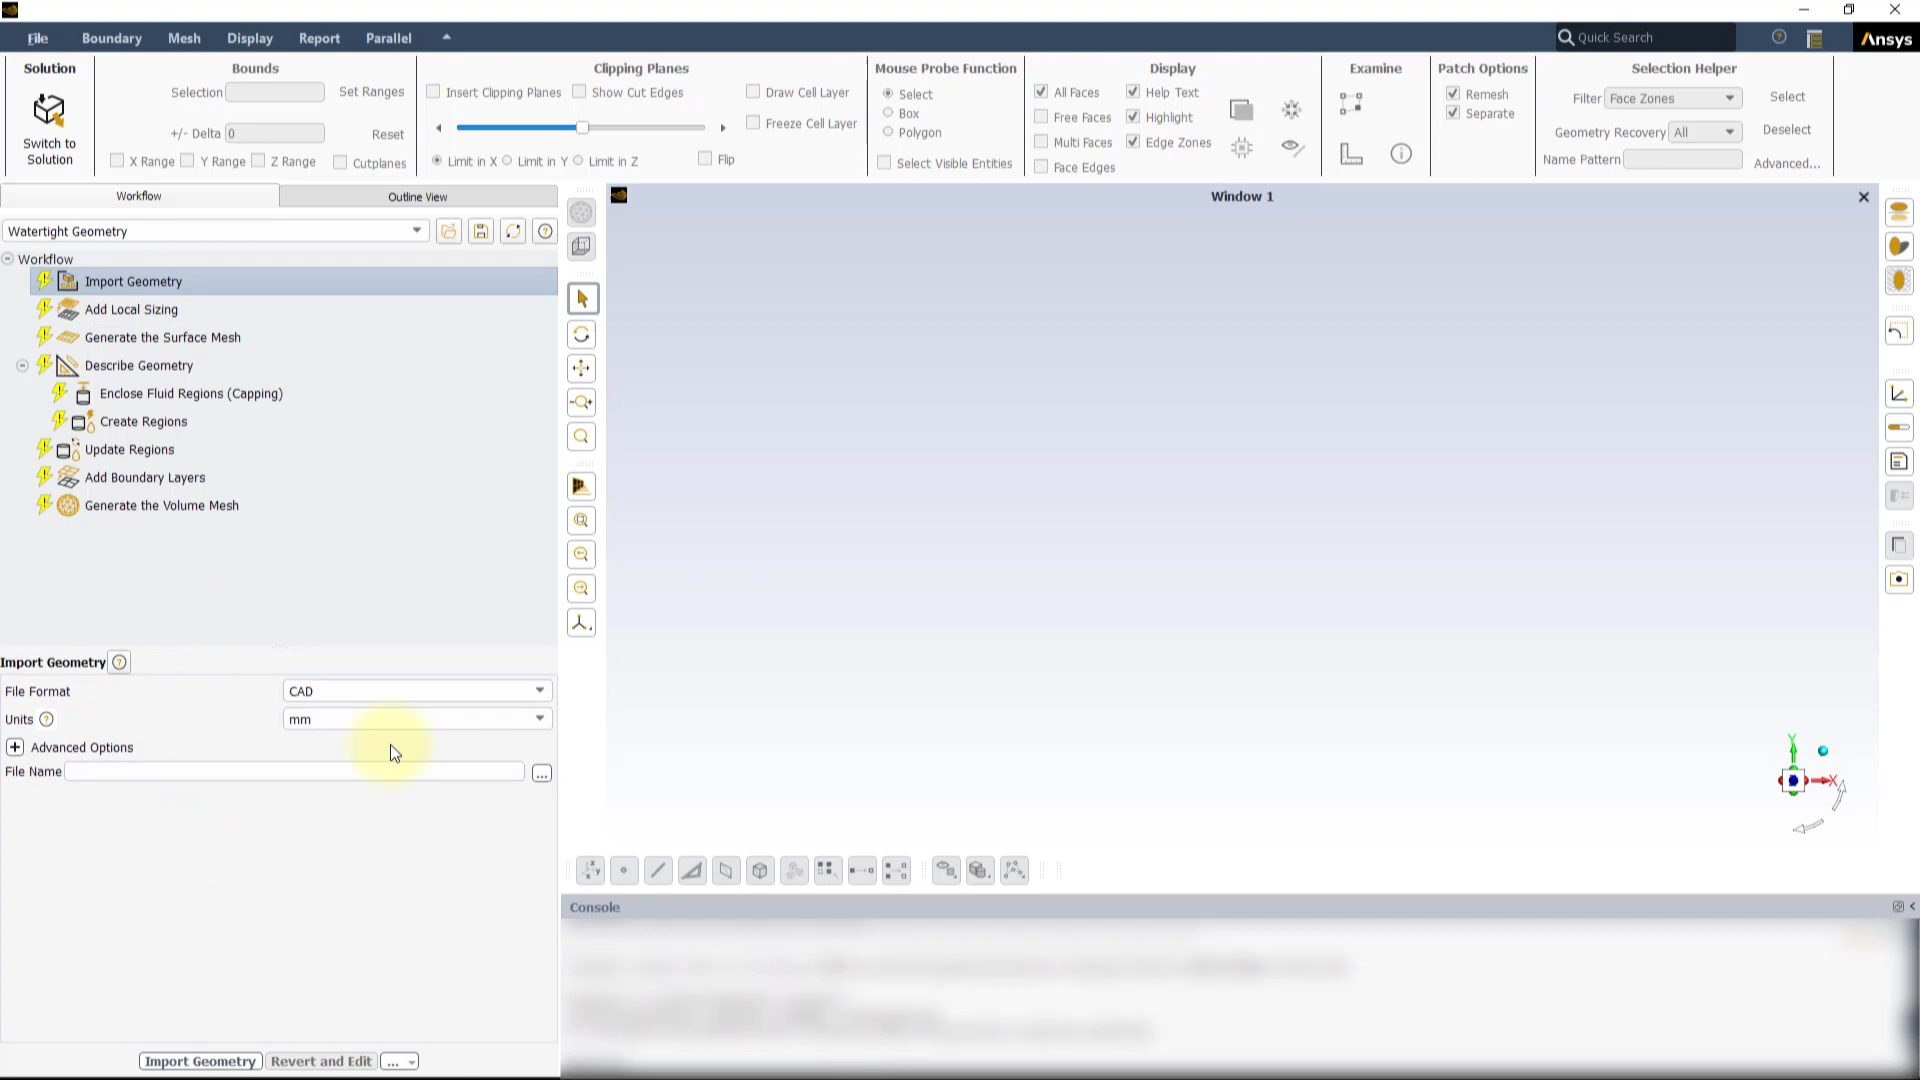 File Boundary Mesh Display Report Parallel Quick Search Ansys
Solution Bounds Clipping Planes Mouse Probe Function Display Examine Patch Options Selection Helper
Switch to Solution
Selection Set Ranges
+/- Delta 0 Reset
X Range Y Range Z Range Cutplanes
Insert Clipping Planes Show Cut Edges Draw Cell Layer
Freeze Cell Layer
Limit in X Limit in Y Limit in Z Flip
Select
Box
Polygon
Select Visible Entities
All Faces Help Text
Free Faces Highlight
Multi Faces Edge Zones
Face Edges
Remesh
Separate
Filter Face Zones Select
Geometry Recovery All Deselect
Name Pattern Advanced...
Workflow Outline View
Window 1
Watertight Geometry
Workflow
Import Geometry
Add Local Sizing
Generate the Surface Mesh
Describe Geometry
Enclose Fluid Regions (Capping)
Create Regions
Update Regions
Add Boundary Layers
Generate the Volume Mesh
Import Geometry
File Format CAD
Units mm
Advanced Options
File Name ...
Y
X
Console
Import Geometry Revert and Edit ...